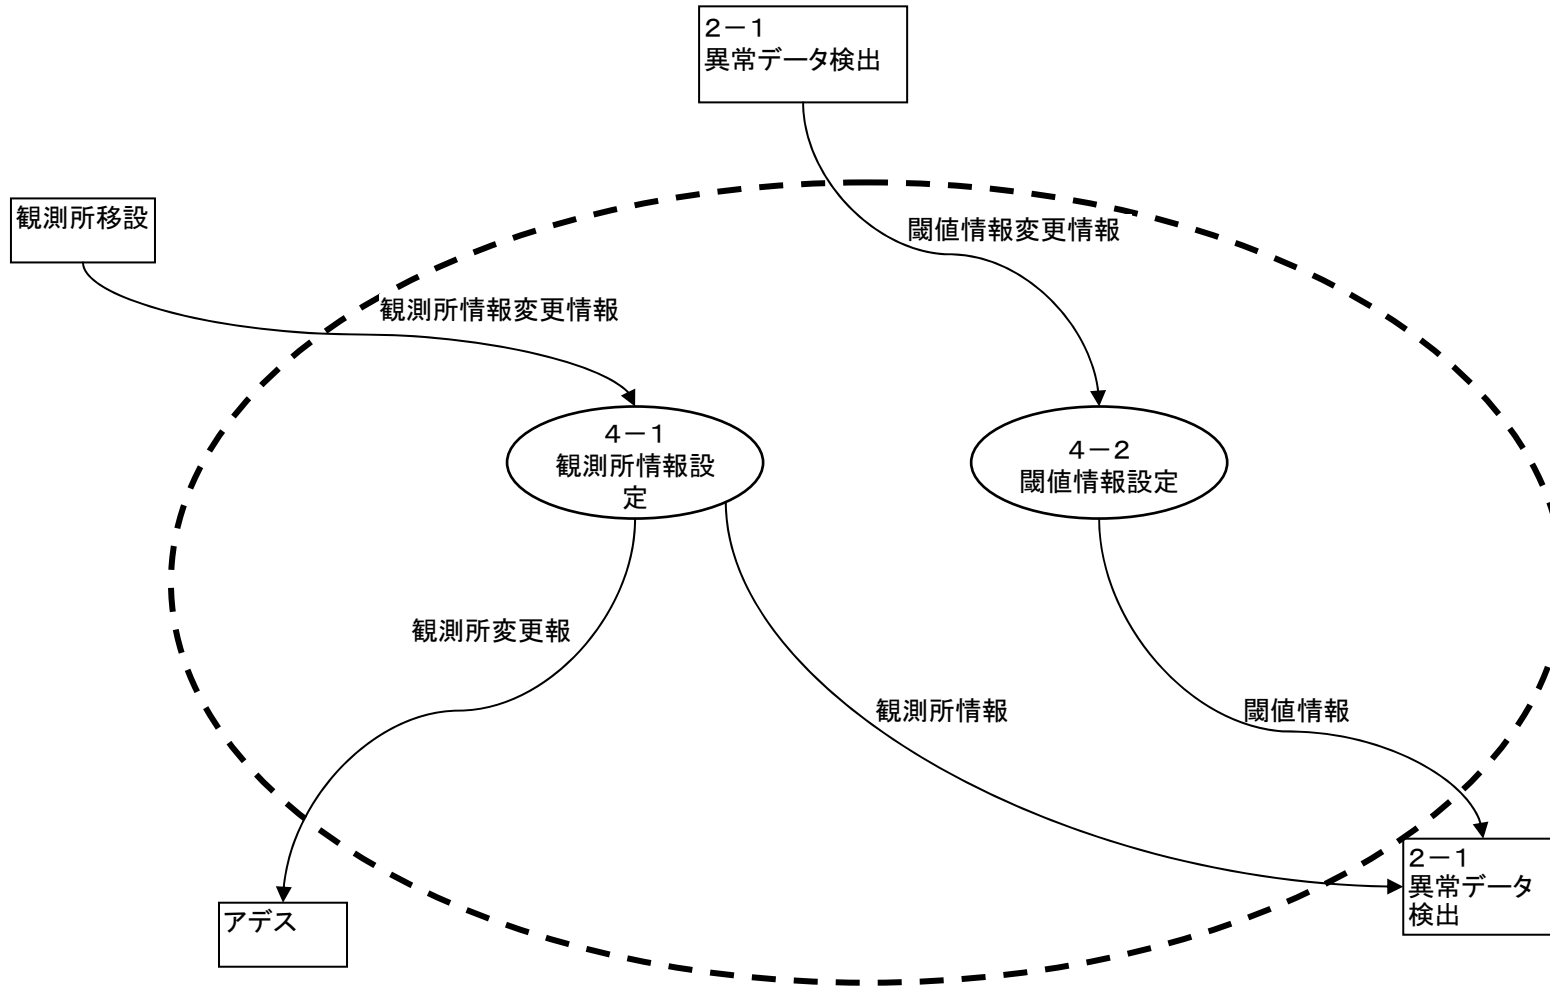 2－1
異常データ検出
観測所移設
閾値情報変更情報
観測所情報変更情報
4－1
観測所情報設
定
4－2
閾値情報設定
観測所変更報
観測所情報
閾値情報
2－1
異常データ
検出
アデス